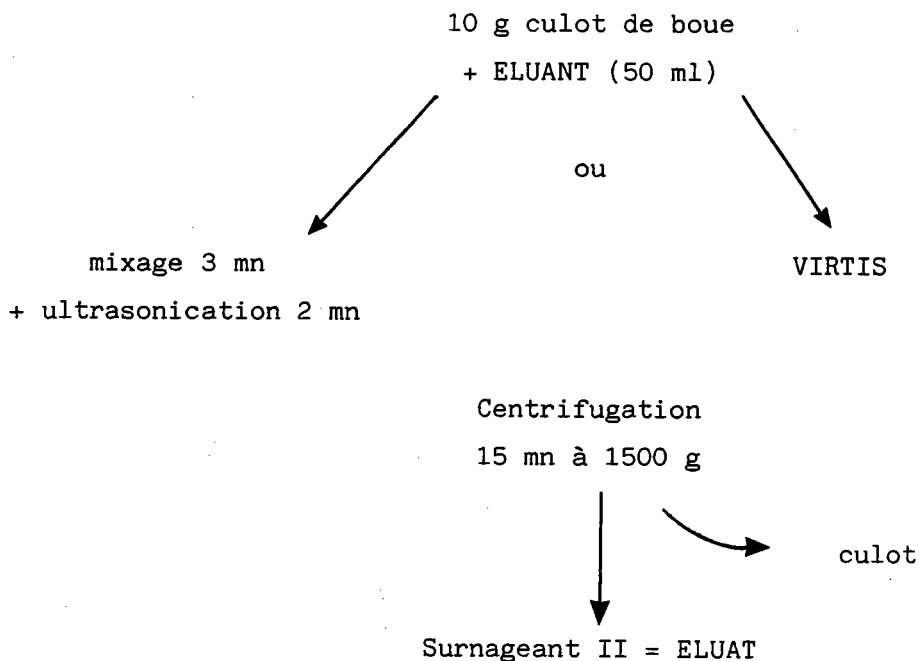 10 g culot de boue
+ ELUANT (50 ml)
ou
mixage 3 mn
+ ultrasonication 2 mn
VIRTIS
Centrifugation
15 mn à 1500 g
culot
Surnageant II = ELUAT